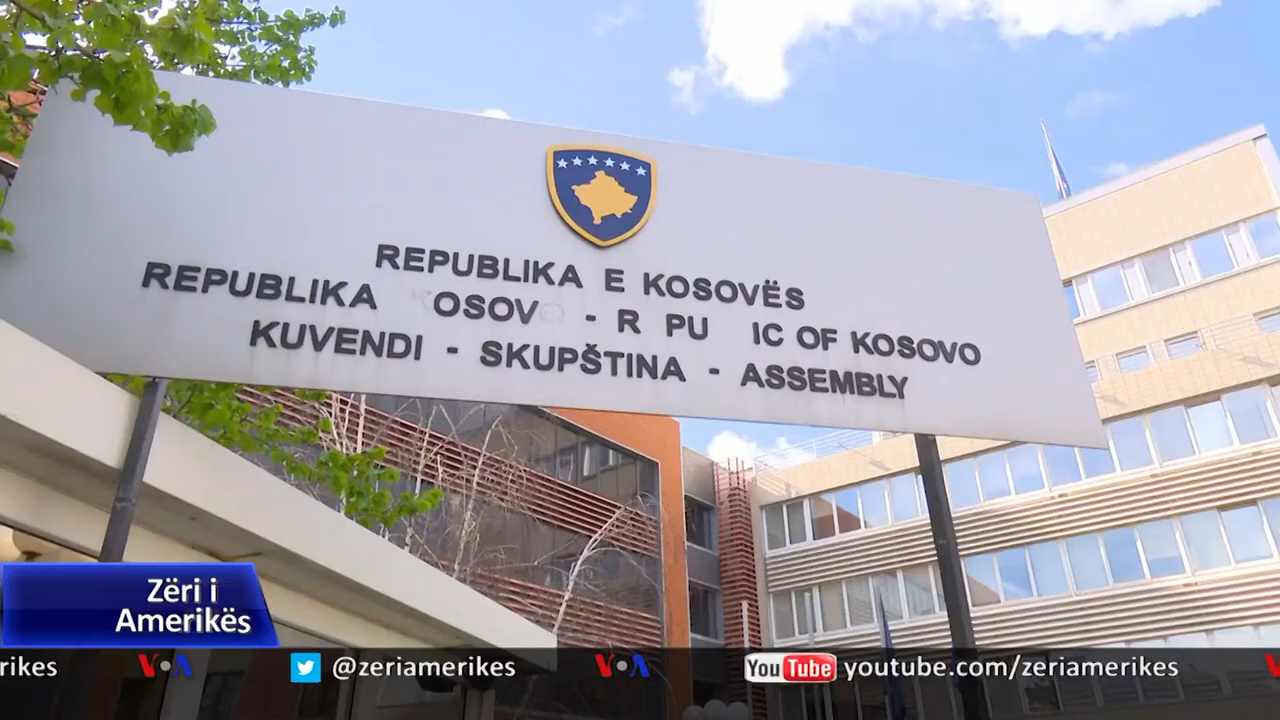 REPUBLIKA E KOSOVËS
REPUBLIKA KOSOVO - R PU IC OF KOSOVO
KUVENDI - SKUPŠTINA - ASSEMBLY
Zëri i
Amerikës
rikes VOA @zeriamerikes VOA YouTube youtube.com/zeriamerikes